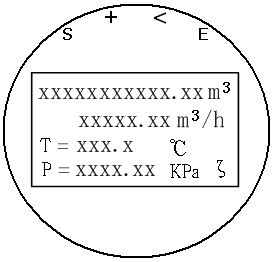 S + < E
xxxxxxxxxxx.xx m³
xxxxx.xx m³/h
T = xxx.x ℃
P = xxxx.xx KPa ζ